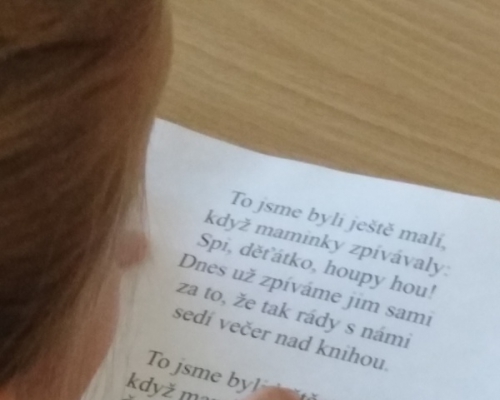 To jsme byli ještě malí,
když maminky zpívávaly:
Spi, děťátko, houpy hou!
Dnes už zpíváme jim sami
za to, že tak rády s námi
sedí večer nad knihou.
To jsme byli ještě
když